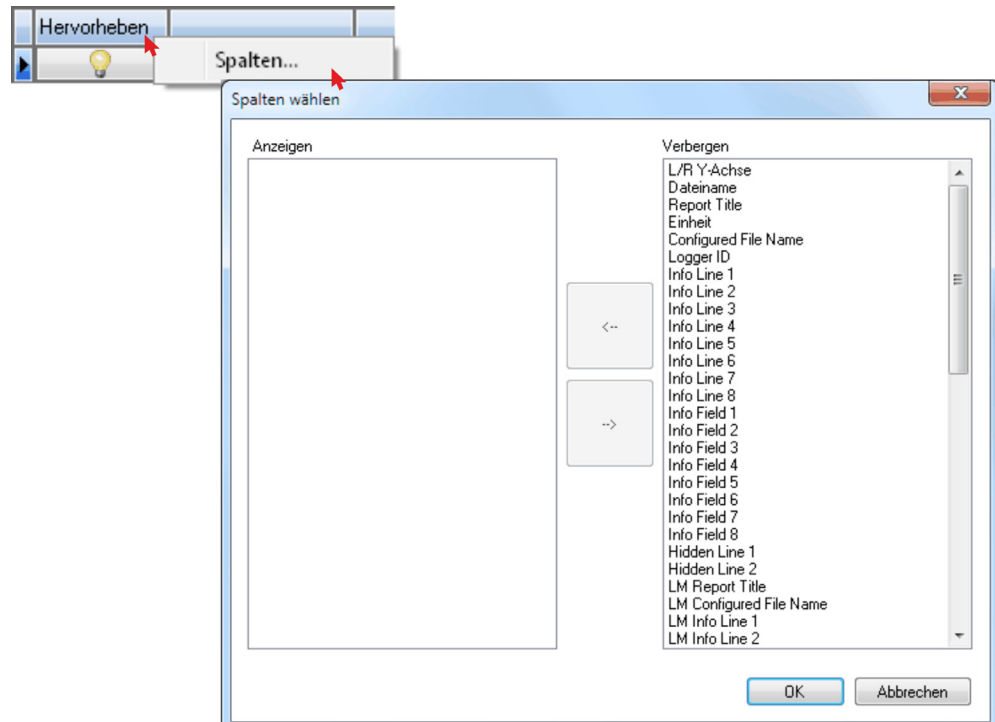 Hervorheben
Spalten...
Spalten wählen
Anzeigen
Verbergen
L/R Y-Achse
Dateiname
Report Title
Einheit
Configured File Name
Logger ID
Info Line 1
Info Line 2
Info Line 3
Info Line 4
Info Line 5
Info Line 6
Info Line 7
Info Line 8
Info Field 1
Info Field 2
Info Field 3
Info Field 4
Info Field 5
Info Field 6
Info Field 7
Info Field 8
Hidden Line 1
Hidden Line 2
LM Report Title
LM Configured File Name
LM Info Line 1
LM Info Line 2
<--
-->
OK
Abbrechen